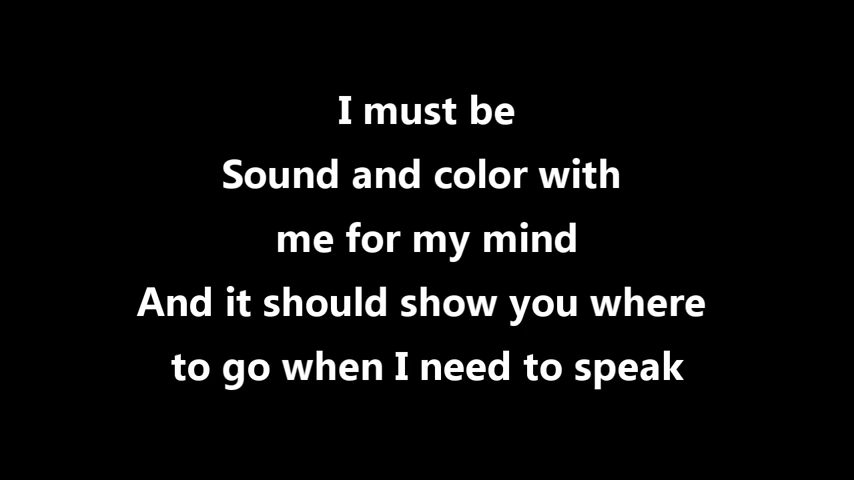 I must be
Sound and color with
me for my mind
And it should show you where
to go when I need to speak